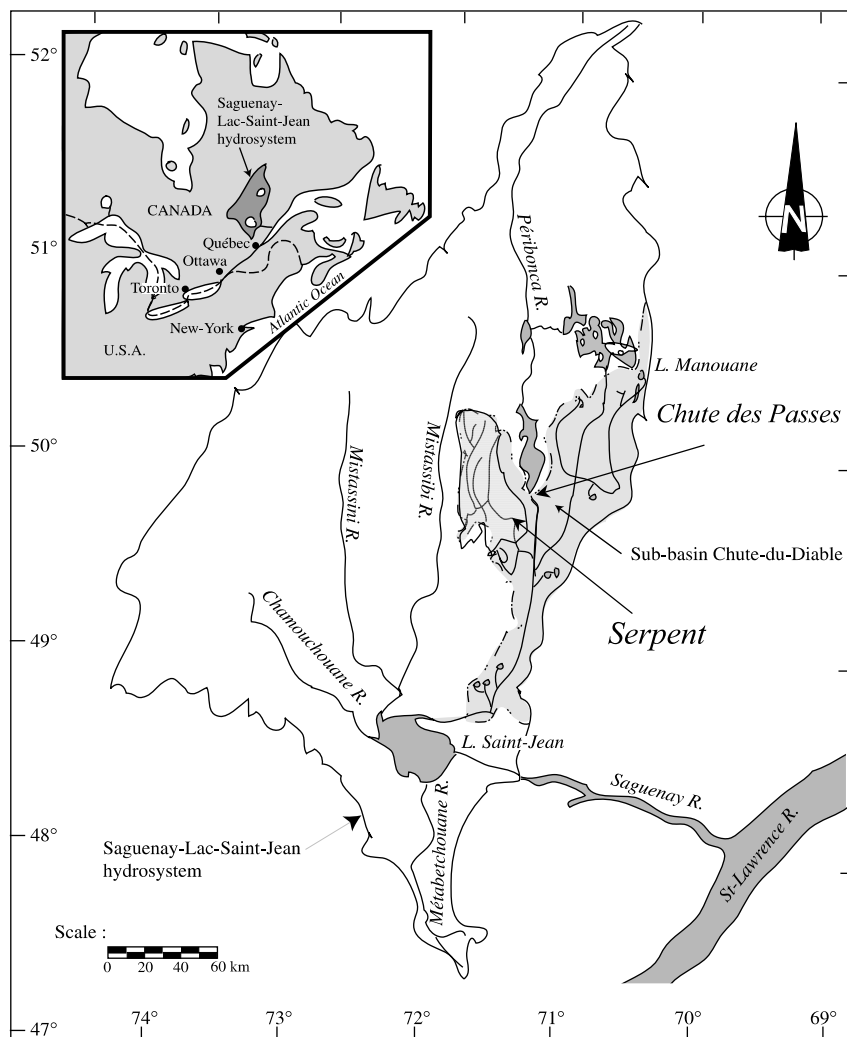 52°
51°
50°
49°
48°
47°
74°
73°
72°
71°
70°
69°
Saguenay-
Lac-Saint-Jean
hydrosystem
CANADA
Québec
Ottawa
Toronto
New-York
U.S.A.
Atlantic Ocean
N
Péribonca R.
L. Manouane
Chute des Passes
Mistassini R.
Mistassibi R.
Sub-basin Chute-du-Diable
Serpent
Chamouchouane R.
L. Saint-Jean
Saguenay R.
Métabetchouane R.
St-Lawrence R.
Saguenay-Lac-Saint-Jean
hydrosystem
Scale :
0 20 40 60 km